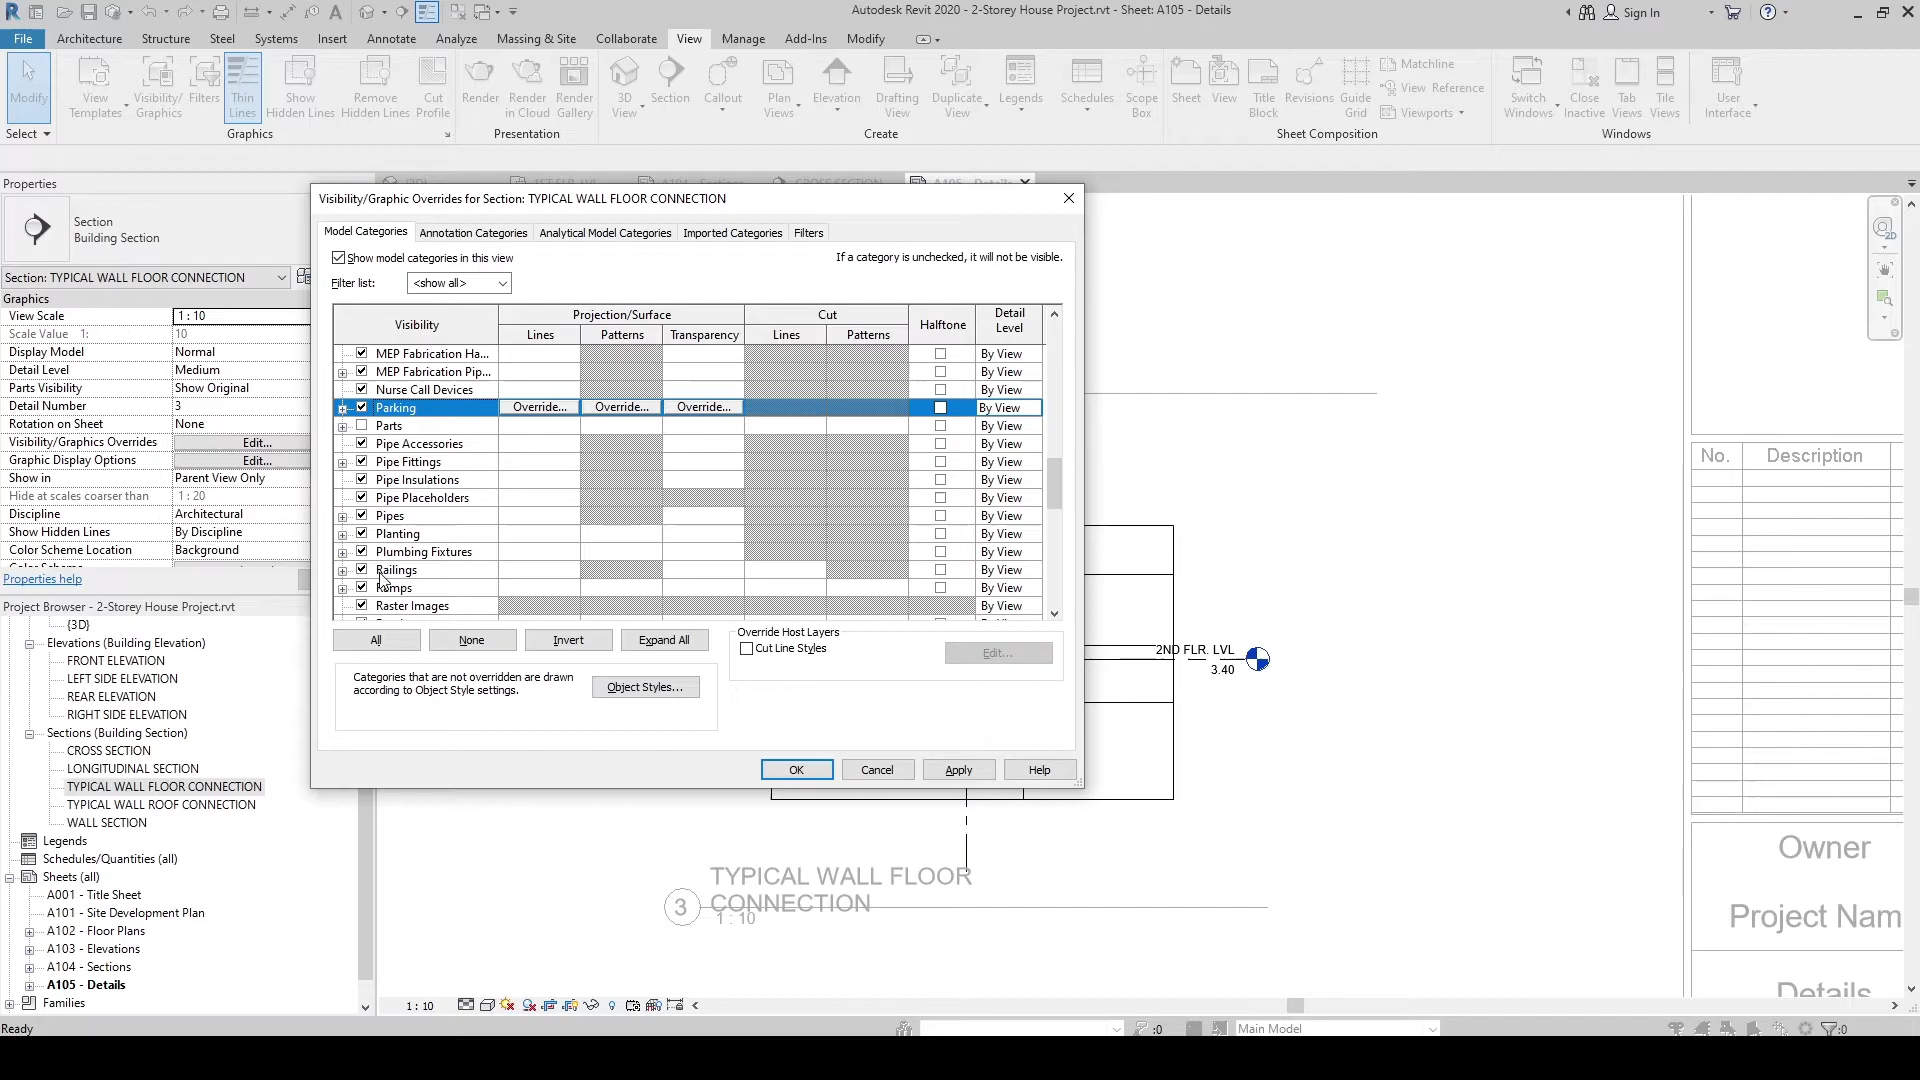 Autodesk Revit 2020 - 2-Storey House Project.rvt - Sheet: A105 - Details
Sign In
File Architecture Structure Steel Systems Insert Annotate Analyze Massing & Site Collaborate View Manage Add-Ins Modify
Modify
View Templates
Visibility/ Graphics
Filters
Thin Lines
Show Hidden Lines
Remove Hidden Lines
Cut Profile
Render
Render in Cloud
Render Gallery
3D View
Section
Callout
Plan Views
Elevation
Drafting View
Duplicate View
Legends
Schedules
Scope Box
Sheet
View
Title Block
Revisions
Guide Grid
Matchline
View Reference
Viewports
Switch Windows
Close Inactive
Tab Views
Tile Views
User Interface
Select Graphics Presentation Create Sheet Composition Windows
Properties
Section
Building Section
Section: TYPICAL WALL FLOOR CONNECTION
Graphics
View Scale 1 : 10
Scale Value 1: 10
Display Model Normal
Detail Level Medium
Parts Visibility Show Original
Detail Number 3
Rotation on Sheet None
Visibility/Graphics Overrides Edit...
Graphic Display Options Edit...
Show in Parent View Only
Hide at scales coarser than 1 : 20
Discipline Architectural
Show Hidden Lines By Discipline
Color Scheme Location Background
Properties help
Project Browser - 2-Storey House Project.rvt
{3D}
Elevations (Building Elevation)
FRONT ELEVATION
LEFT SIDE ELEVATION
REAR ELEVATION
RIGHT SIDE ELEVATION
Sections (Building Section)
CROSS SECTION
LONGITUDINAL SECTION
TYPICAL WALL FLOOR CONNECTION
TYPICAL WALL ROOF CONNECTION
WALL SECTION
Legends
Schedules/Quantities (all)
Sheets (all)
A001 - Title Sheet
A101 - Site Development Plan
A102 - Floor Plans
A103 - Elevations
A104 - Sections
A105 - Details
Families
Ready
Visibility/Graphic Overrides for Section: TYPICAL WALL FLOOR CONNECTION
Model Categories Annotation Categories Analytical Model Categories Imported Categories Filters
Show model categories in this view
If a category is unchecked, it will not be visible.
Filter list: <show all>
Visibility Projection/Surface Cut Halftone Detail Level
Lines Patterns Transparency Lines Patterns
MEP Fabrication Ha... By View
MEP Fabrication Pip... By View
Nurse Call Devices By View
Parking Override... Override... Override... By View
Parts By View
Pipe Accessories By View
Pipe Fittings By View
Pipe Insulations By View
Pipe Placeholders By View
Pipes By View
Planting By View
Plumbing Fixtures By View
Railings By View
Ramps By View
Raster Images By View
All None Invert Expand All
Override Host Layers
Cut Line Styles Edit...
Categories that are not overridden are drawn
according to Object Style settings.
Object Styles...
OK Cancel Apply Help
2ND FLR. LVL
3.40
3
TYPICAL WALL FLOOR
CONNECTION
1 : 10
No. Description
Owner
Project Nam
Details
1 : 10
:0 Main Model :0